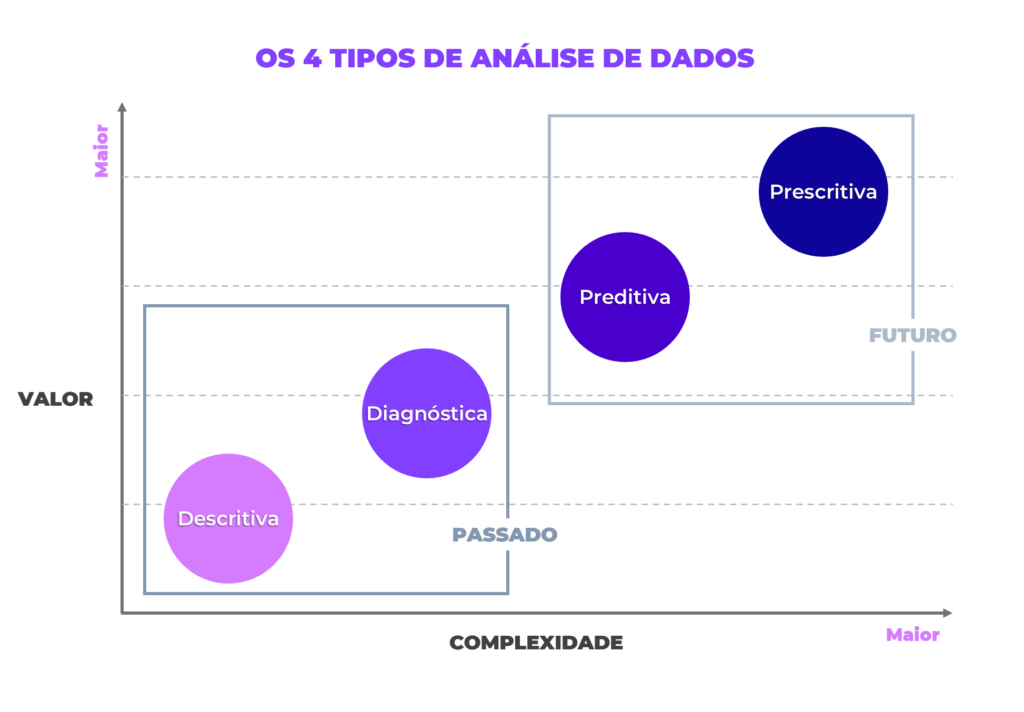 OS 4 TIPOS DE ANÁLISE DE DADOS
Maior
Prescritiva
Preditiva
FUTURO
VALOR
Diagnóstica
Descritiva
PASSADO
COMPLEXIDADE
Maior